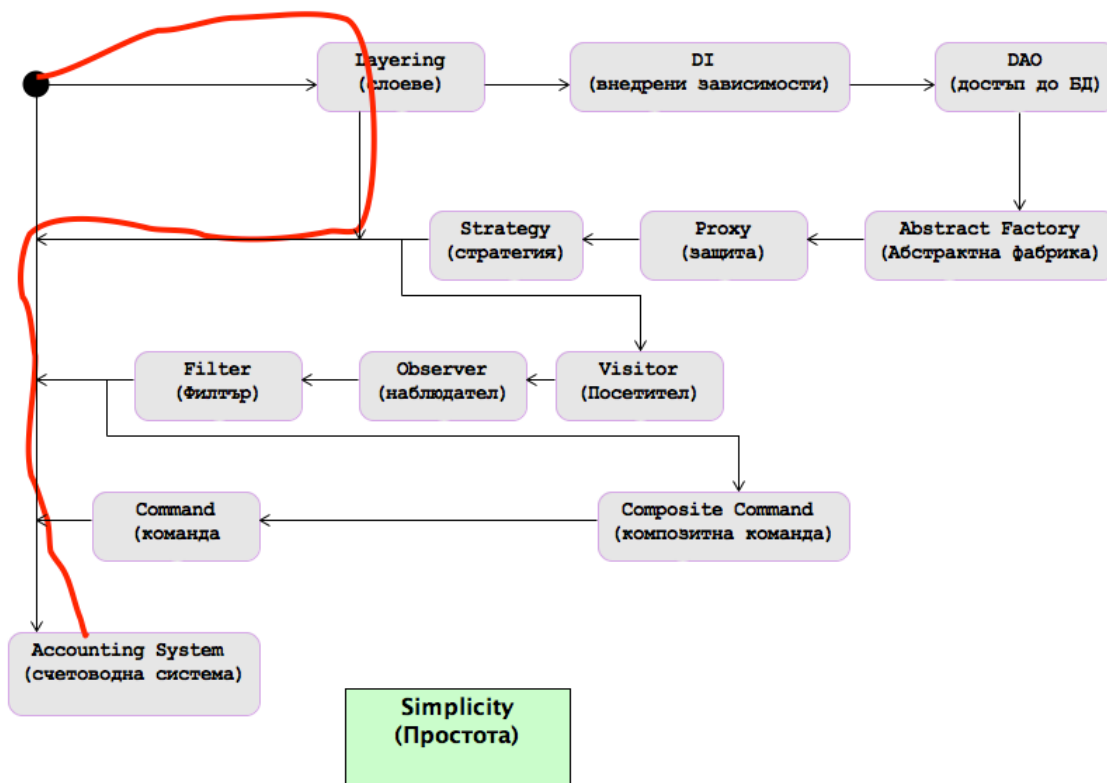 Layering
(слоеве)
DI
(внедрени зависимости)
DAO
(достъп до БД)
Strategy
(стратегия)
Proxy
(защита)
Abstract Factory
(Абстрактна фабрика)
Filter
(Филтър)
Observer
(наблюдател)
Visitor
(Посетител)
Command
(команда
Composite Command
(композитна команда)
Accounting System
(счетоводна система)
Simplicity
(Простота)